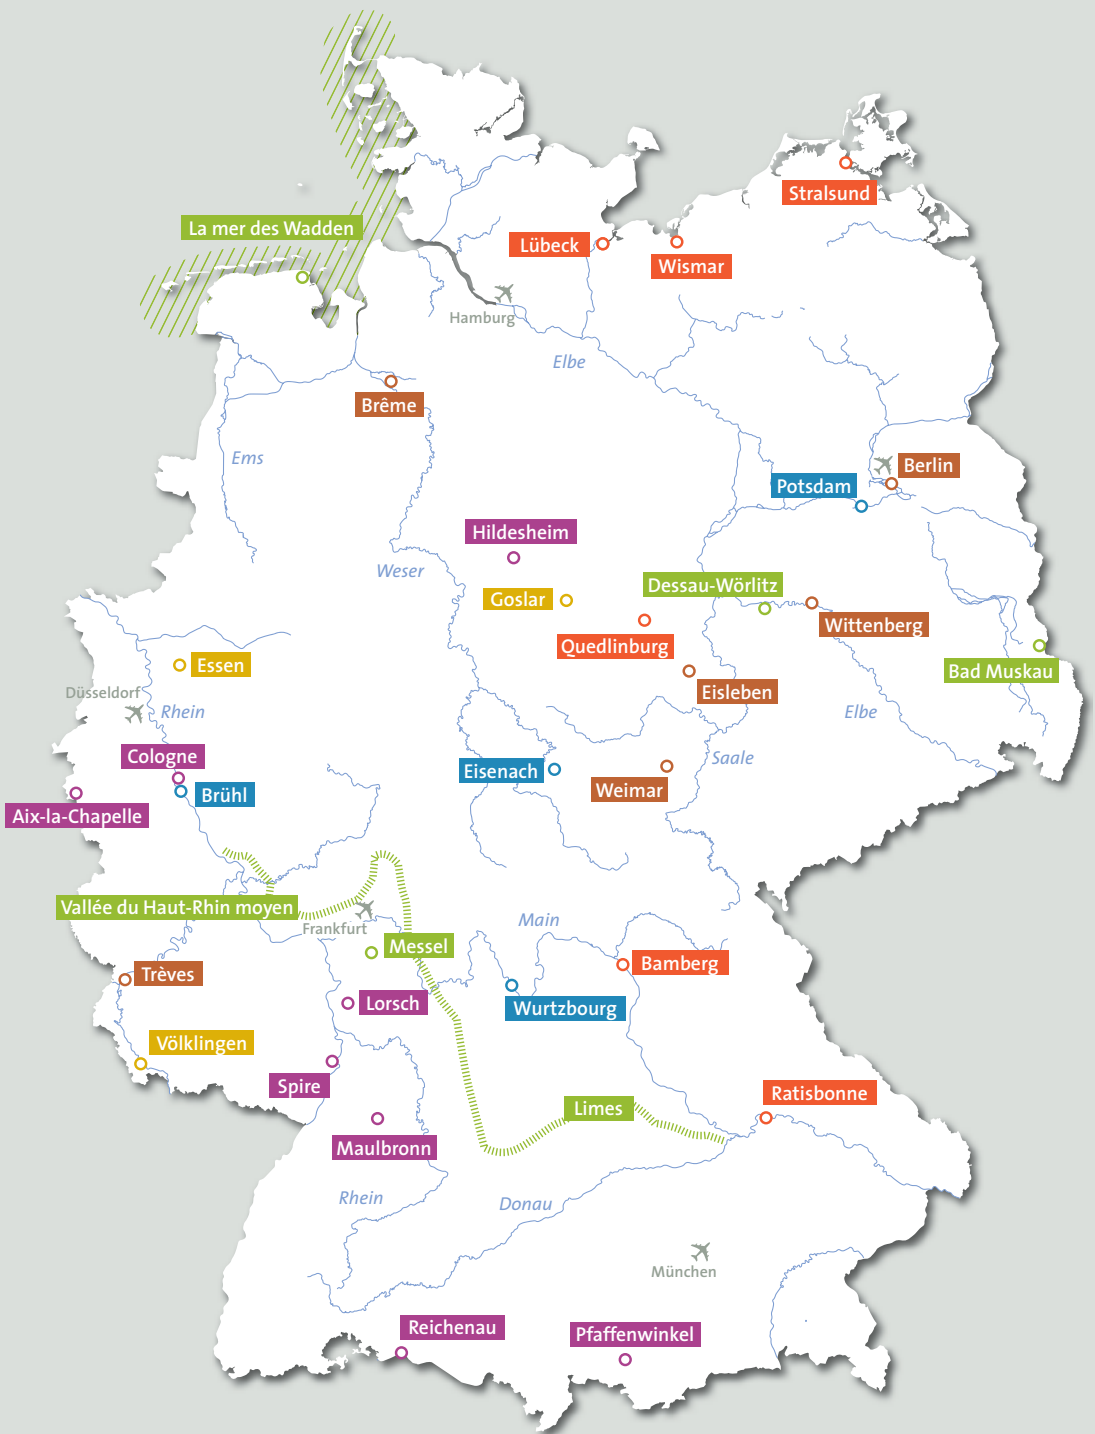 Stralsund
La mer des Wadden
Lübeck
Wismar
Hamburg
Elbe
Brême
Ems
Berlin
Potsdam
Hildesheim
Weser
Dessau-Wörlitz
Goslar
Wittenberg
Quedlinburg
Essen
Bad Muskau
Düsseldorf
Eisleben
Rhein
Elbe
Cologne
Saale
Eisenach
Weimar
Brühl
Aix-la-Chapelle
Vallée du Haut-Rhin moyen
Main
Frankfurt
Messel
Bamberg
Trèves
Lorsch
Wurtzbourg
Völklingen
Spire
Ratisbonne
Limes
Maulbronn
Rhein
Donau
München
Reichenau
Pfaffenwinkel